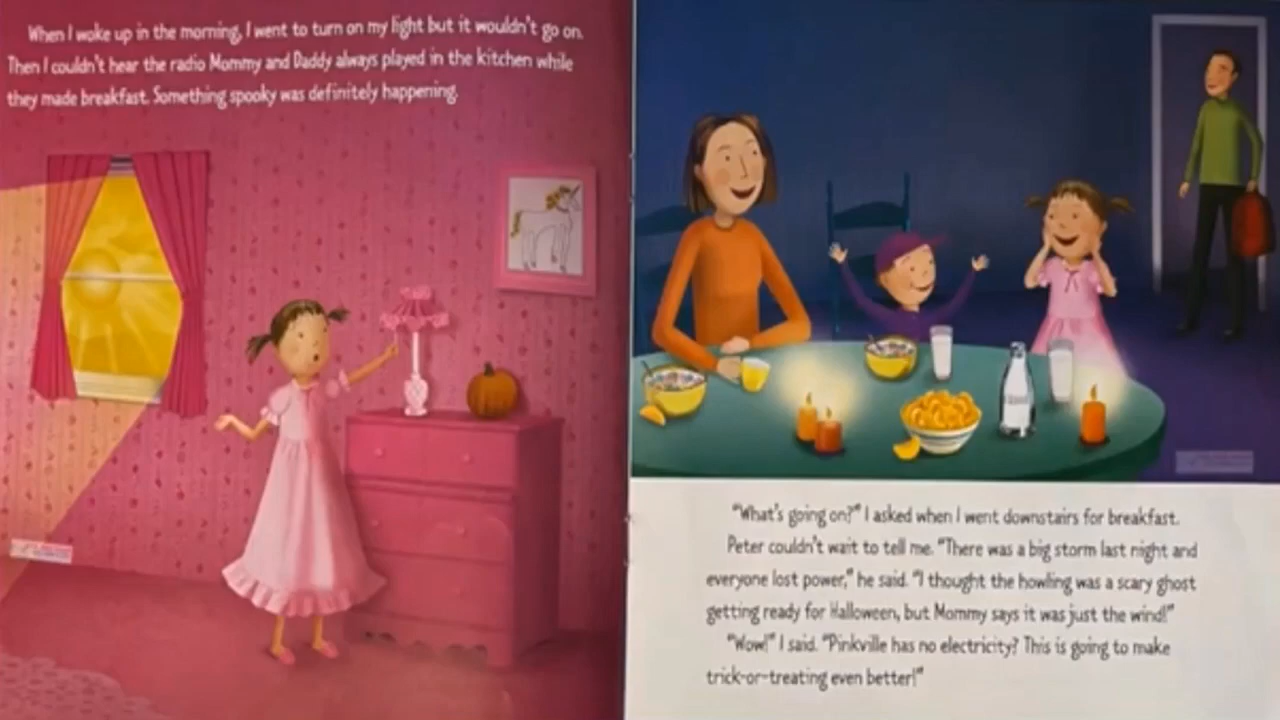 When I woke up in the morning, I went to turn on my light but it wouldn't go on.
Then I couldn't hear the radio Mommy and Daddy always played in the kitchen while
they made breakfast. Something spooky was definitely happening.
"What's going on?" I asked when I went downstairs for breakfast.
Peter couldn't wait to tell me. "There was a big storm last night and
everyone lost power," he said. "I thought the howling was a scary ghost
getting ready for Halloween, but Mommy says it was just the wind!"
"Wow!" I said. "Pinkville has no electricity? This is going to make
trick-or-treating even better!"